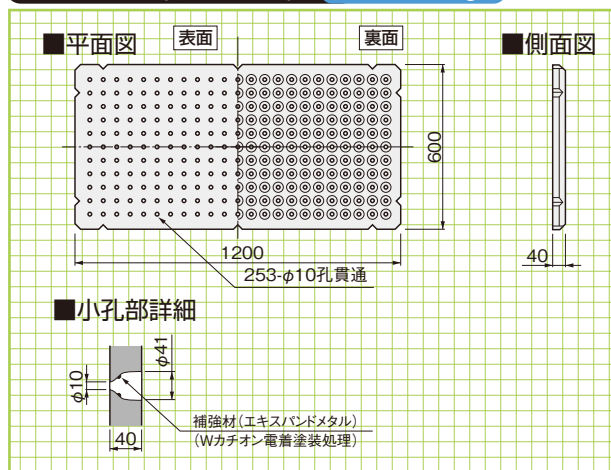 ■平面図
表面
裏面
■側面図
600
1200
40
253-φ10孔貫通
■小孔部詳細
φ10
φ41
補強材(エキスパンドメタル)
(Wカチオン電着塗装処理)
40